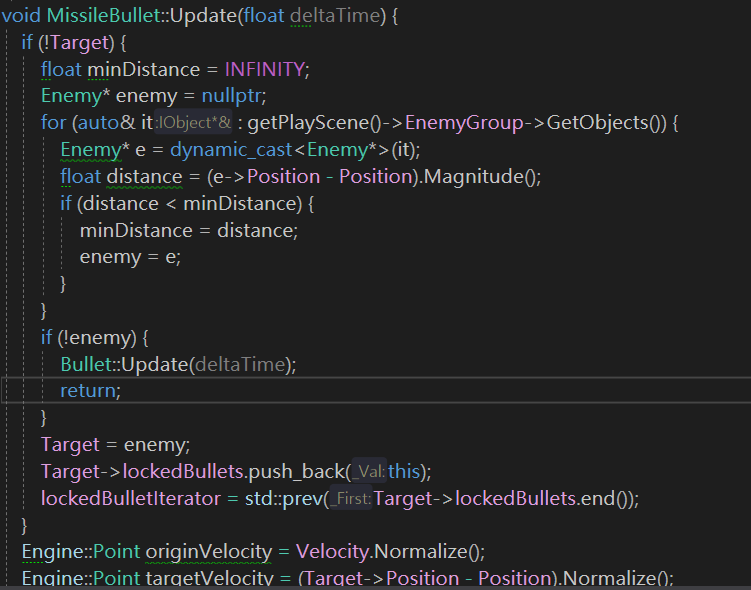 void MissileBullet::Update(float deltaTime) {
if (!Target) {
float minDistance = INFINITY;
Enemy* enemy = nullptr;
for (auto& it :IObject*& : getPlayScene()->EnemyGroup->GetObjects()) {
Enemy* e = dynamic_cast<Enemy*>(it);
float distance = (e->Position - Position).Magnitude();
if (distance < minDistance) {
minDistance = distance;
enemy = e;
}
}
if (!enemy) {
Bullet::Update(deltaTime);
return;
}
Target = enemy;
Target->lockedBullets.push_back(_Val: this);
lockedBulletIterator = std::prev(_First: Target->lockedBullets.end());
}
Engine::Point originVelocity = Velocity.Normalize();
Engine::Point targetVelocity = (Target->Position - Position).Normalize();